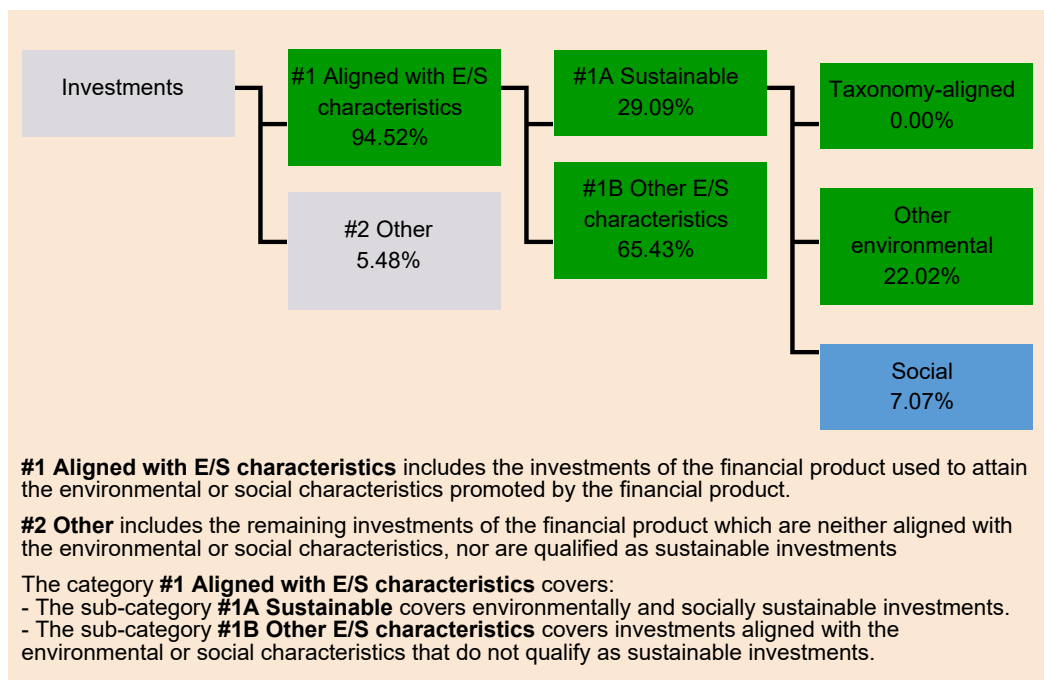 Investments
#1 Aligned with E/S
characteristics
94.52%
#2 Other
5.48%
#1A Sustainable
29.09%
#1B Other E/S
characteristics
65.43%
Taxonomy-aligned
0.00%
Other
environmental
22.02%
Social
7.07%
#1 Aligned with E/S characteristics includes the investments of the financial product used to attain
the environmental or social characteristics promoted by the financial product.
#2 Other includes the remaining investments of the financial product which are neither aligned with
the environmental or social characteristics, nor are qualified as sustainable investments
The category #1 Aligned with E/S characteristics covers:
- The sub-category #1A Sustainable covers environmentally and socially sustainable investments.
- The sub-category #1B Other E/S characteristics covers investments aligned with the
environmental or social characteristics that do not qualify as sustainable investments.